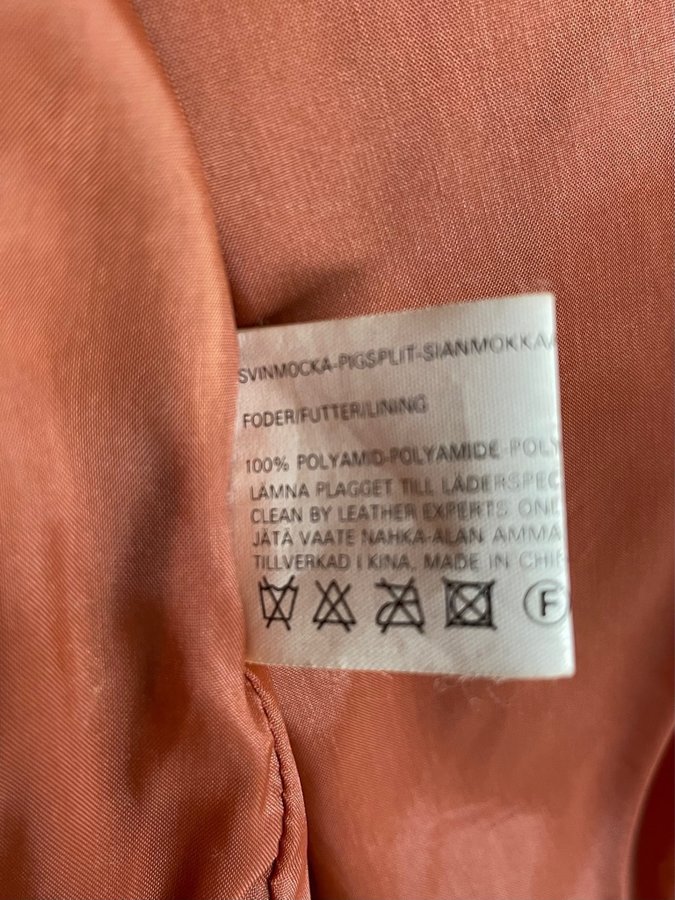 SVINMOCKA-PIGSPLIT-SIANMOKKA
FODER/FUTTER/LINING
100% POLYAMID-POLYAMIDE-POLY
LÄMNA PLAGGET TILL LÄDERSPEC
CLEAN BY LEATHER EXPERTS ONE
JÄTÄ VAATE NAHKA-ALAN AMMA
TILLVERKAD I KINA. MADE IN CHI
F